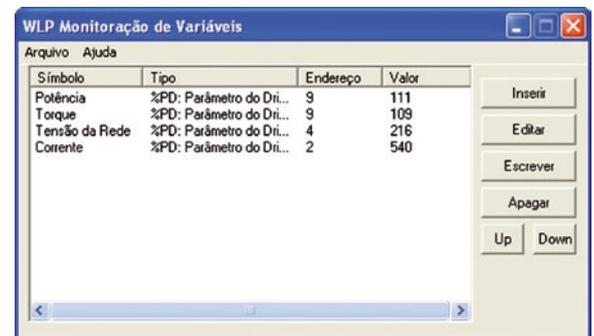 WLP Monitoração de Variáveis
Arquivo Ajuda
Símbolo Tipo Endereço Valor
Potência %PD: Parâmetro do Dri... 9 111
Torque %PD: Parâmetro do Dri... 9 109
Tensão da Rede %PD: Parâmetro do Dri... 4 216
Corrente %PD: Parâmetro do Dri... 2 540
Inserir
Editar
Escrever
Apagar
Up Down